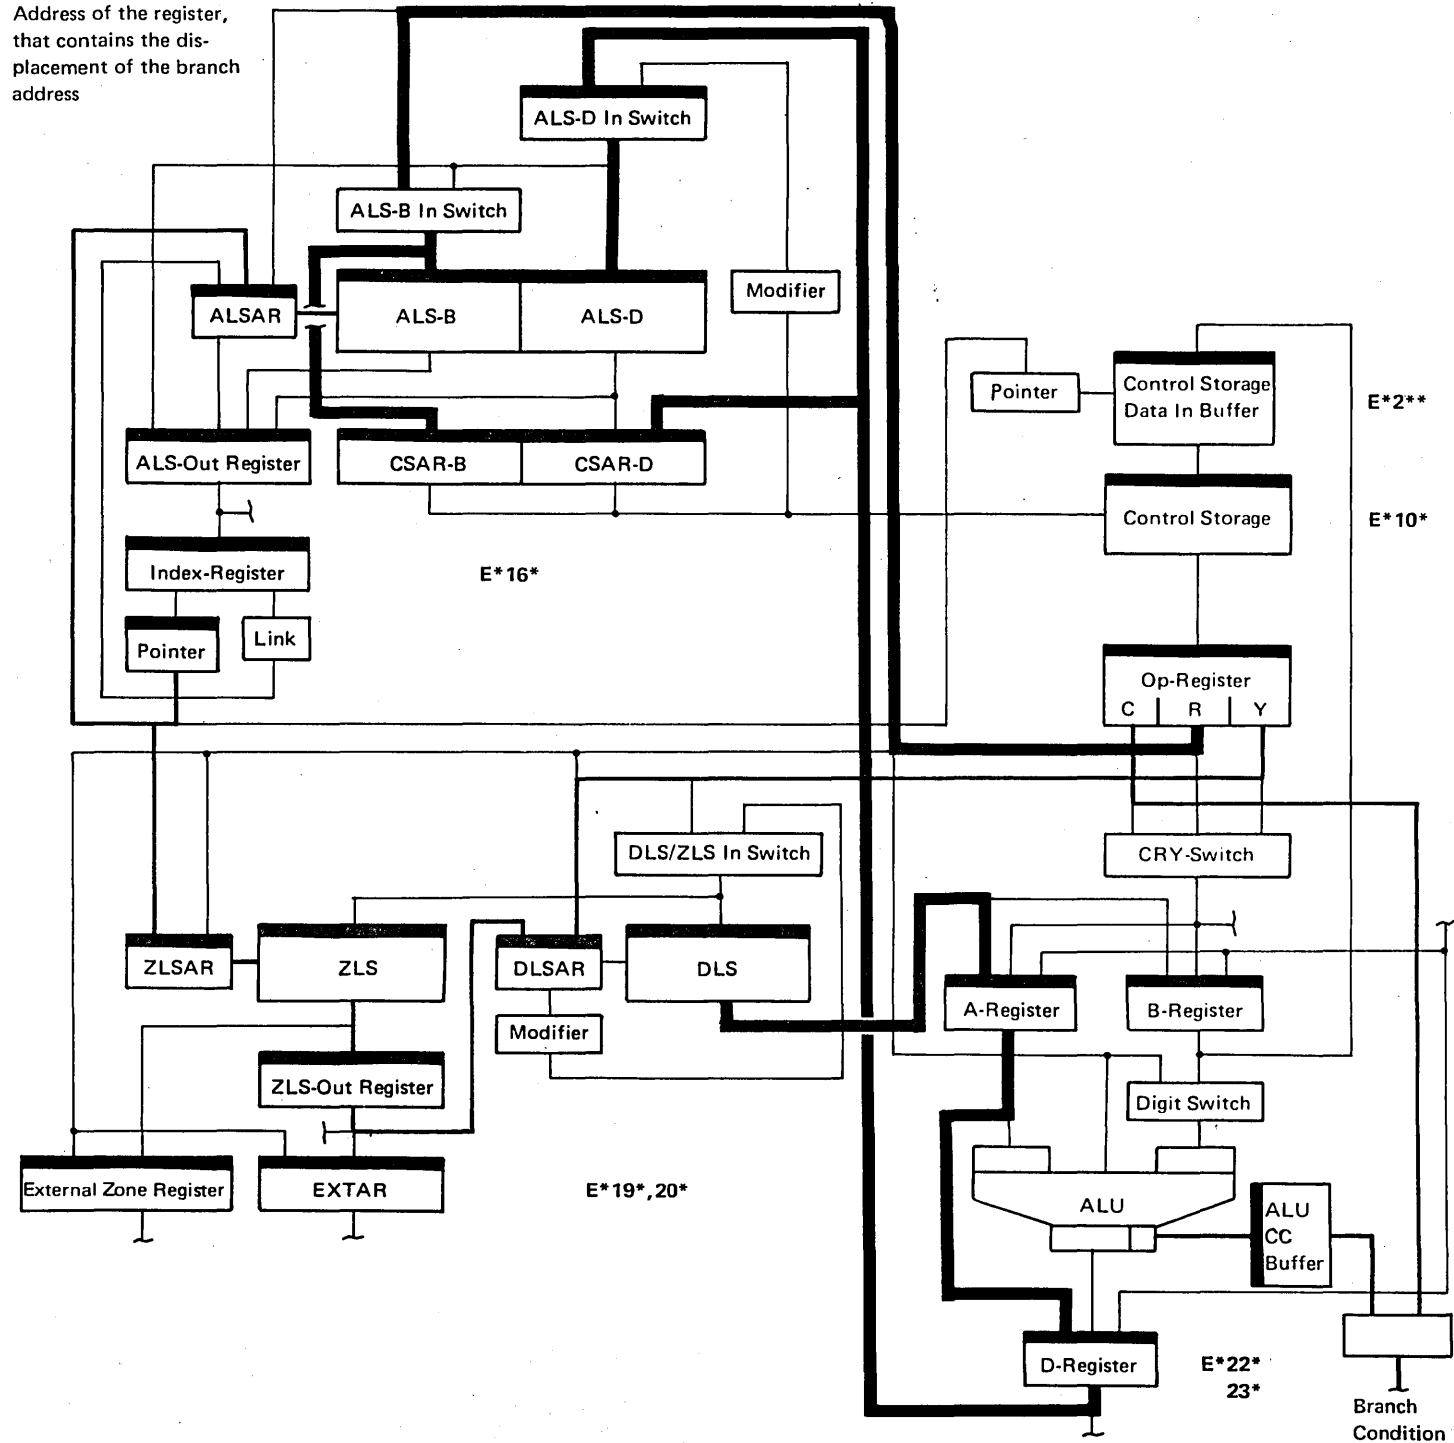 Address of the register,
that contains the dis-
placement of the branch
address
ALS-D In Switch
ALS-B In Switch
ALSAR
ALS-B
ALS-D
Modifier
Pointer
Control Storage
Data In Buffer
E*2**
ALS-Out Register
CSAR-B
CSAR-D
Control Storage
E*10*
Index-Register
E*16*
Pointer
Link
Op-Register
C
R
Y
DLS/ZLS In Switch
CRY-Switch
ZLSAR
ZLS
DLSAR
DLS
Modifier
A-Register
B-Register
ZLS-Out Register
Digit Switch
External Zone Register
EXTAR
E*19*,20*
ALU
ALU
CC
Buffer
D-Register
E*22*
23*
Branch
Condition